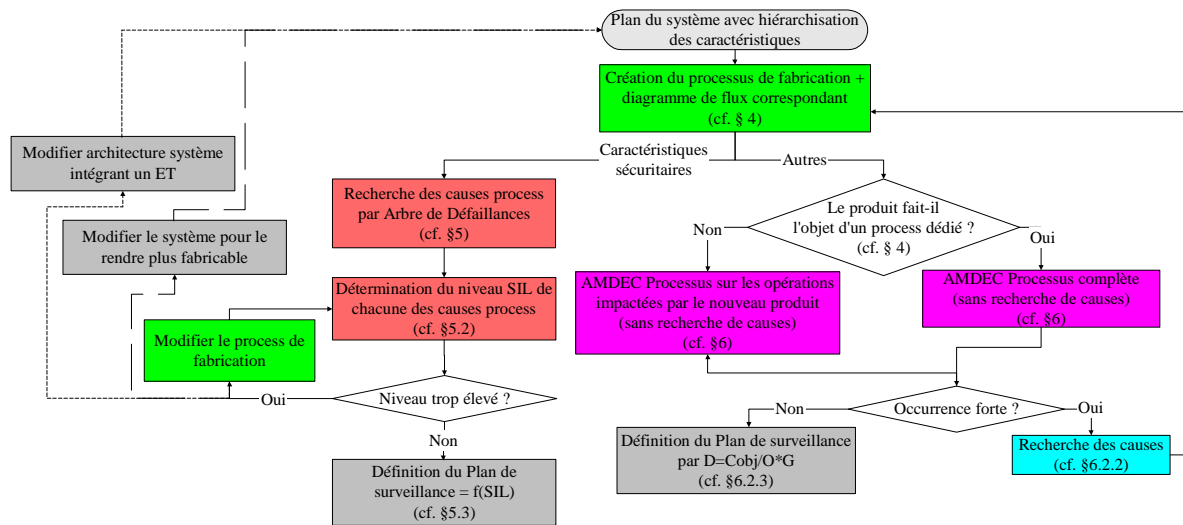 Plan du système avec hiérarchisation
des caractéristiques
Création du processus de fabrication +
diagramme de flux correspondant
(cf. § 4)
Caractéristiques
sécuritaires
Autres
Modifier architecture système
intégrant un ET
Recherche des causes process
par Arbre de Défaillances
(cf. §5)
Le produit fait-il
l'objet d'un process dédié ?
(cf. § 4)
Non
Oui
Modifier le système pour le
rendre plus fabricable
AMDEC Processus sur les opérations
impactées par le nouveau produit
(sans recherche de causes)
(cf. §6)
AMDEC Processus complète
(sans recherche de causes)
(cf. §6)
Détermination du niveau SIL de
chacune des causes process
(cf. §5.2)
Modifier le process de
fabrication
Oui
Niveau trop élevé ?
Non
Non
Occurrence forte ?
Oui
Définition du Plan de
surveillance = f(SIL)
(cf. §5.3)
Définition du Plan de surveillance
par D=Cobj/O*G
(cf. §6.2.3)
Recherche des causes
(cf. §6.2.2)